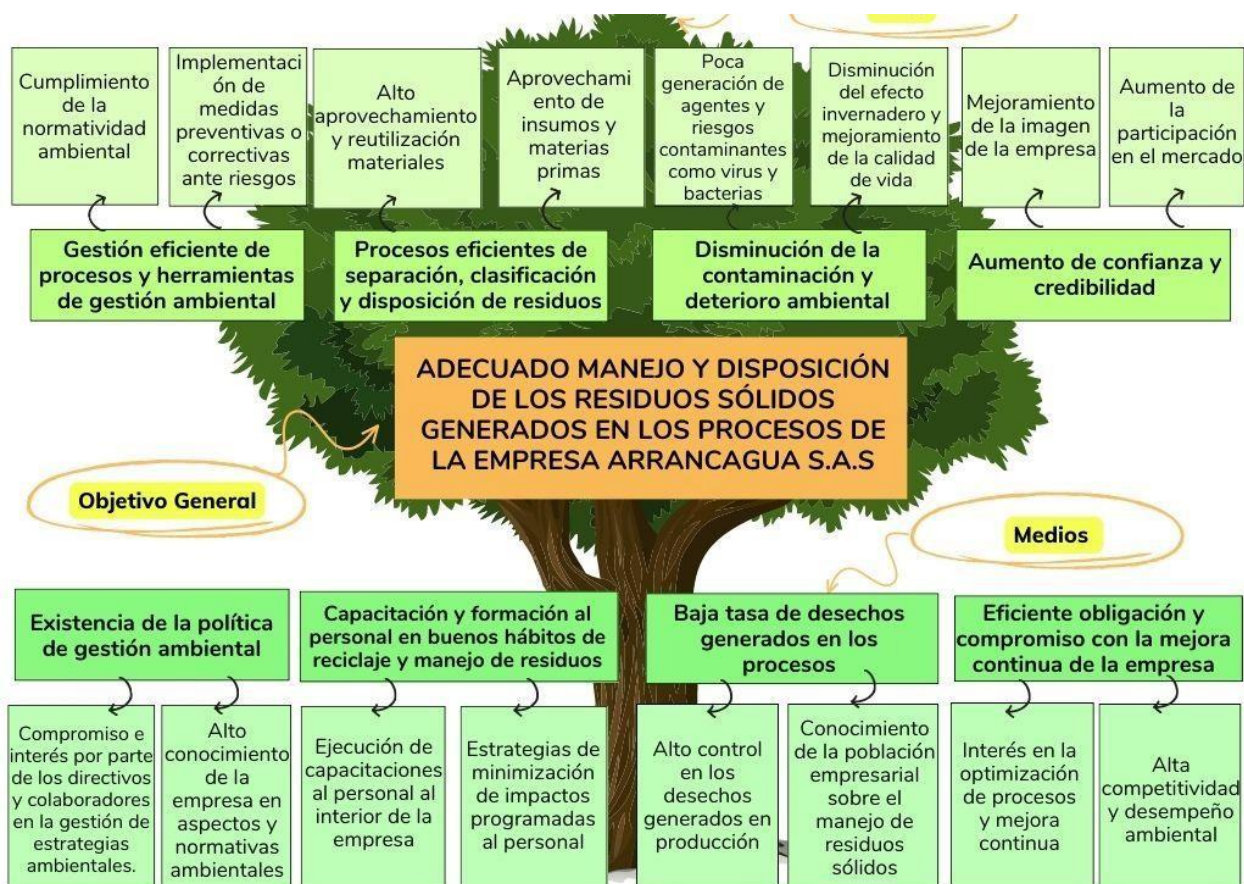 Cumplimiento
de la
normatividad
ambiental
Implementaci
ón de
medidas
preventivas o
correctivas
ante riesgos
Alto
aprovechamiento
y reutilización
materiales
Aprovechami
ento de
insumos y
materias
primas
Poca
generación de
agentes y
riesgos
contaminantes
como virus y
bacterias
Disminución
del efecto
invernadero y
mejoramiento
de la calidad
de vida
Mejoramiento
de la imagen
de la empresa
Aumento de
la
participación
en el mercado
Gestión eficiente de
procesos y herramientas
de gestión ambiental
Procesos eficientes de
separación, clasificación
y disposición de residuos
Disminución de la
contaminación y
deterioro ambiental
Aumento de confianza y
credibilidad
ADECUADO MANEJO Y DISPOSICIÓN
DE LOS RESIDUOS SÓLIDOS
GENERADOS EN LOS PROCESOS DE
LA EMPRESA ARRANCAGUA S.A.S
Objetivo General
Medios
Existencia de la política
de gestión ambiental
Capacitación y formación al
personal en buenos hábitos de
reciclaje y manejo de residuos
Baja tasa de desechos
generados en los
procesos
Eficiente obligación y
compromiso con la mejora
continua de la empresa
Compromiso e
interés por parte
de los directivos
y colaboradores
en la gestión de
estrategias
ambientales.
Alto
conocimiento
de la
empresa en
aspectos y
normativas
ambientales
Ejecución de
capacitaciones
al personal al
interior de la
empresa
Estrategias de
minimización
de impactos
programadas
al personal
Alto control
en los
desechos
generados en
producción
Conocimiento
de la población
empresarial
sobre el
manejo de
residuos
sólidos
Interés en la
optimización
de procesos
y mejora
continua
Alta
competitividad
y desempeño
ambiental